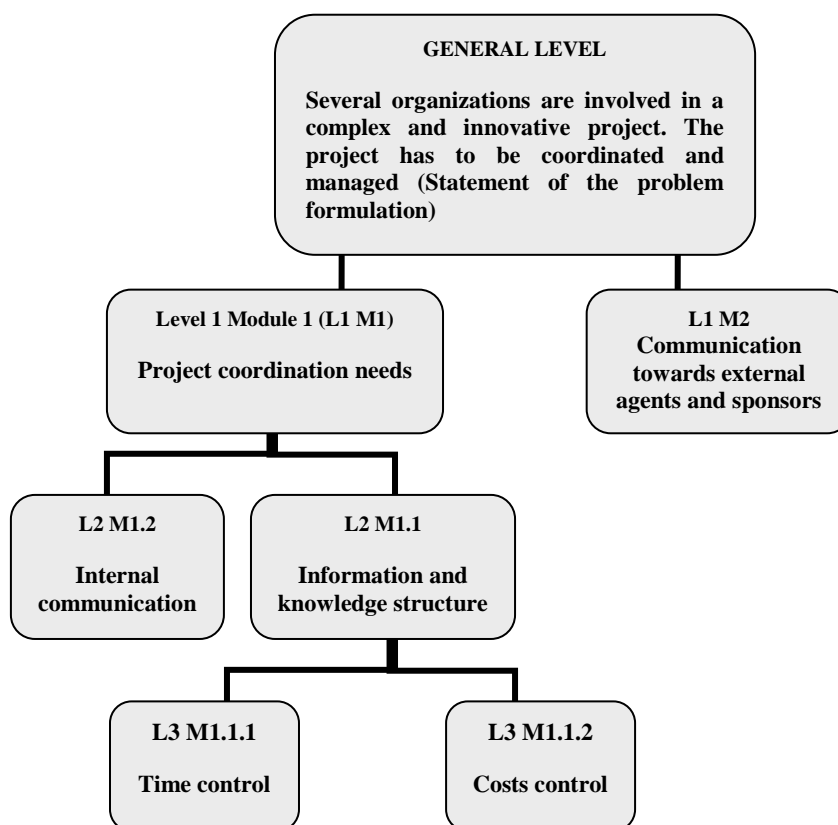 GENERAL LEVEL
Several organizations are involved in a
complex and innovative project. The
project has to be coordinated and
managed (Statement of the problem
formulation)
Level 1 Module 1 (L1 M1)
Project coordination needs
L1 M2
Communication
towards external
agents and sponsors
L2 M1.2
Internal
communication
L2 M1.1
Information and
knowledge structure
L3 M1.1.1
Time control
L3 M1.1.2
Costs control